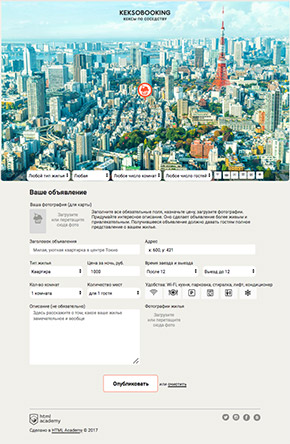 KEKSOBOOKING
КЕКСЫ ПО СОСЕДСТВУ
Любой тип жилья Любая Любое число комнат Любое число гостей
Ваше объявление
Ваша фотография (для карты)
Загрузите или перетащите сюда фото
Заполните все обязательные поля, назначьте цену, загрузите фотографии.
Придумайте интересное описание. Оно сделает объявление более живым и
привлекательным. Получившееся объявление должно давать гостям полное
представление о вашем жилье.
Заголовок объявления Адрес
Милая, уютная квартирка в центре Токио x: 600, y: 421
Тип жилья Цена за ночь, руб. Время заезда и выезда
Квартира 1000 После 12 Выезд до 12
Кол-во комнат Количество мест Удобства: Wi-Fi, кухня, парковка, стиралка, лифт, кондиционер
1 комната для 1 гостя
Описание (не обязательно) Фотографии жилья
Здесь расскажите о том, какое ваше жилье
замечательное и вообще
Загрузите
или перетащите
сюда фото
Опубликовать или очистить
html
academy
Сделано в HTML Academy © 2017